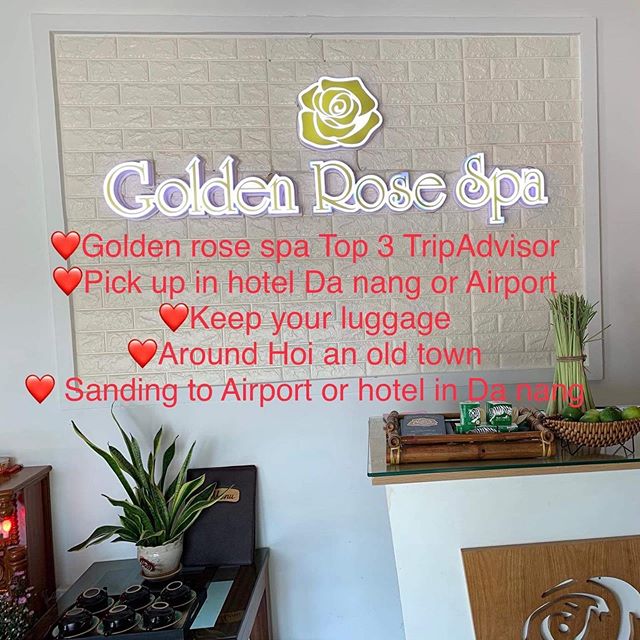 Golden Rose Spa
❤️Golden rose spa Top 3 TripAdvisor
❤️Pick up in hotel Da nang or Airport
❤️Keep your luggage
❤️Around Hoi an old town
❤️ Sanding to Airport or hotel in Da nang
Menu